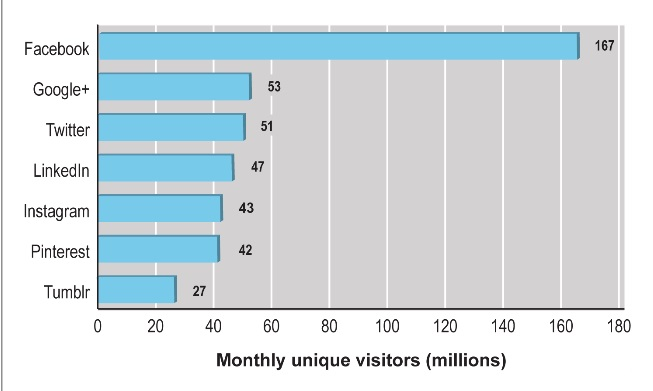 Facebook 167
Google+ 53
Twitter 51
LinkedIn 47
Instagram 43
Pinterest 42
Tumblr 27
0 20 40 60 80 100 120 140 160 180
Monthly unique visitors (millions)